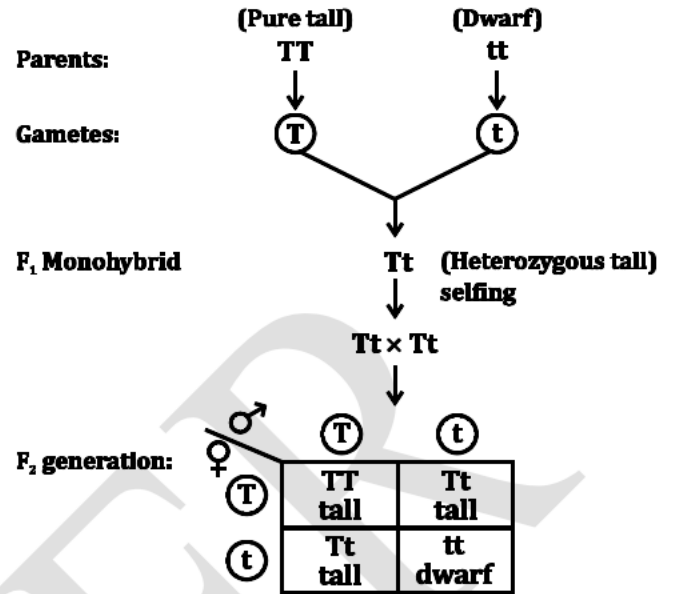 (Pure tall) (Dwarf)
Parents: TT tt
Gametes: T t
F₁ Monohybrid Tt (Heterozygous tall)
selfing
Tt × Tt
♂ T t
F₂ generation: ♀
T TT Tt
tall tall
t Tt tt
tall dwarf